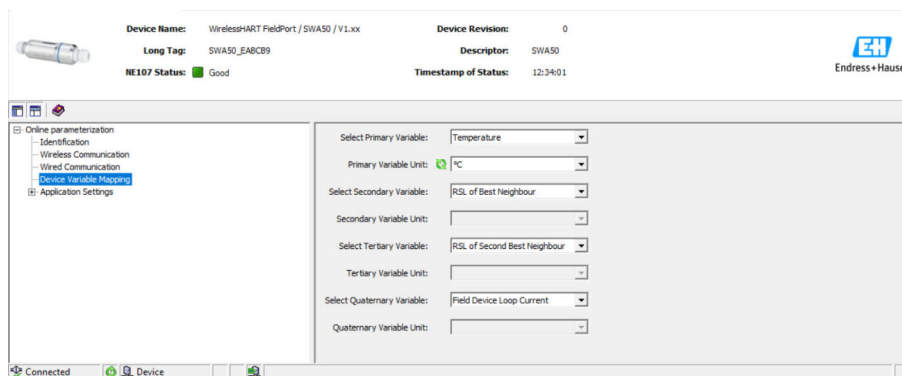 Device Name: WirelessHART FieldPort / SWA50 / V1.xx Device Revision: 0
Long Tag: SWA50_EABCB9 Descriptor: SWA50
NE107 Status: Good Timestamp of Status: 12:34:01
EH
Endress+Hause
Online parameterization
Identification
Wireless Communication
Wired Communication
Device Variable Mapping
Application Settings
Select Primary Variable: Temperature
Primary Variable Unit: °C
Select Secondary Variable: RSL of Best Neighbour
Secondary Variable Unit:
Select Tertiary Variable: RSL of Second Best Neighbour
Tertiary Variable Unit:
Select Quaternary Variable: Field Device Loop Current
Quaternary Variable Unit:
Connected Device